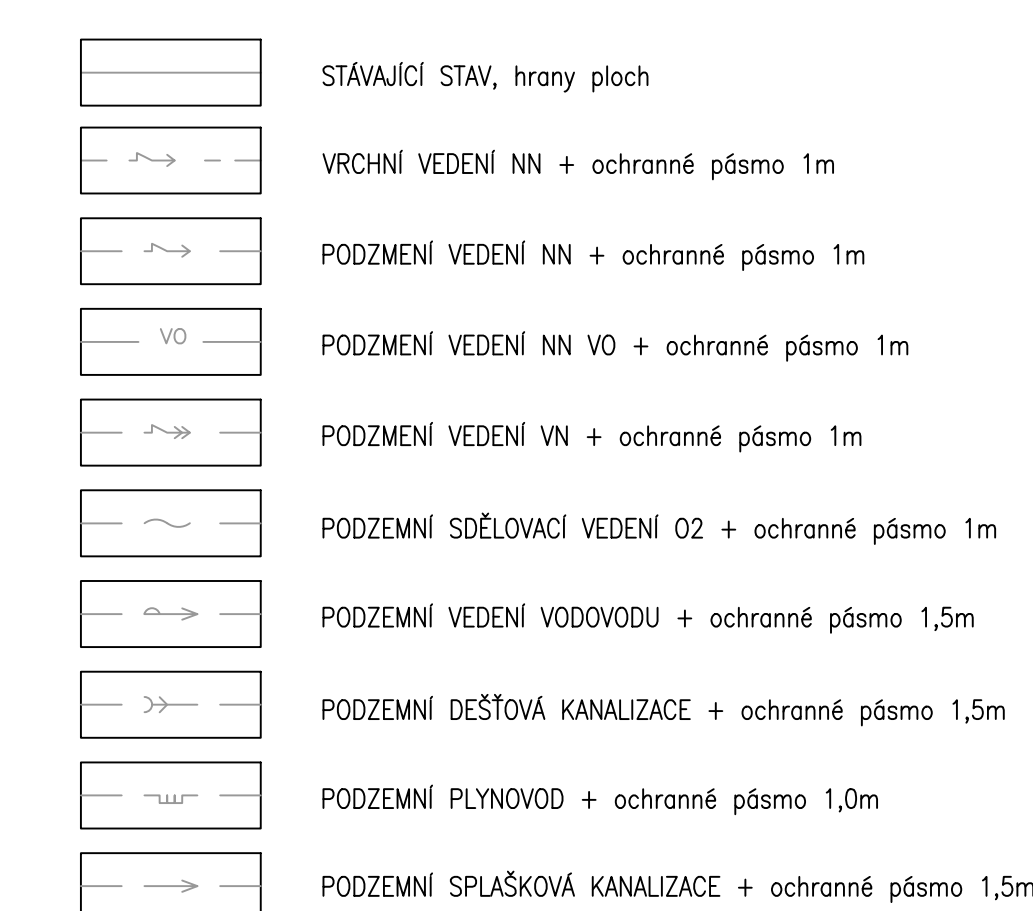 STÁVAJÍCÍ STAV, hrany ploch
VRCHNÍ VEDENÍ NN + ochranné pásmo 1m
PODZMENÍ VEDENÍ NN + ochranné pásmo 1m
VO PODZMENÍ VEDENÍ NN VO + ochranné pásmo 1m
PODZMENÍ VEDENÍ VN + ochranné pásmo 1m
PODZEMNÍ SDĚLOVACÍ VEDENÍ O2 + ochranné pásmo 1m
PODZEMNÍ VEDENÍ VODOVODU + ochranné pásmo 1,5m
PODZEMNÍ DEŠŤOVÁ KANALIZACE + ochranné pásmo 1,5m
PODZEMNÍ PLYNOVOD + ochranné pásmo 1,0m
PODZEMNÍ SPLAŠKOVÁ KANALIZACE + ochranné pásmo 1,5m